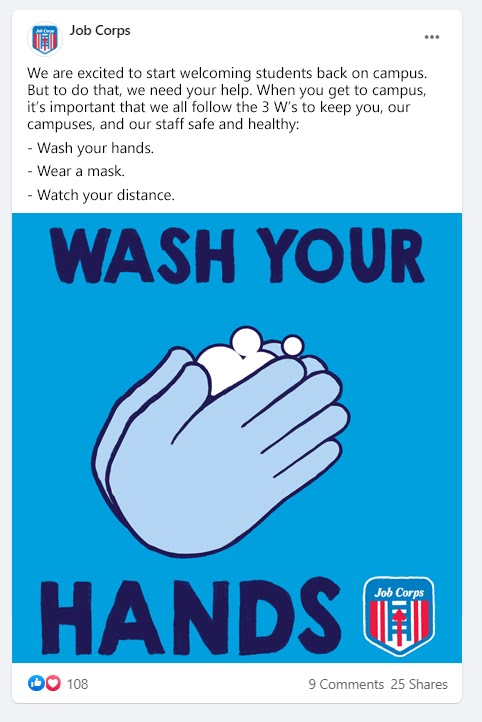 Job Corps
Job Corps
We are excited to start welcoming students back on campus.
But to do that, we need your help. When you get to campus,
it's important that we all follow the 3 W's to keep you, our
campuses, and our staff safe and healthy:
- Wash your hands.
- Wear a mask.
- Watch your distance.
WASH YOUR
HANDS
Job Corps
108
9 Comments 25 Shares